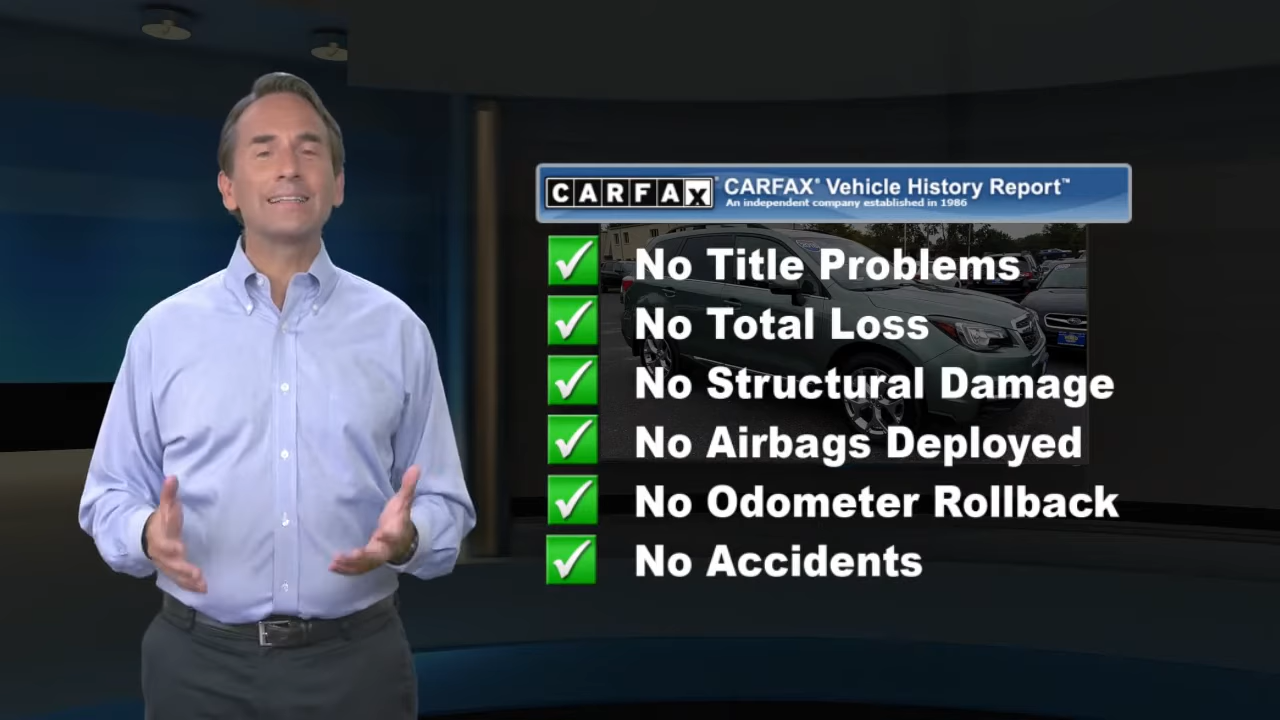 CARFAX® CARFAX® Vehicle History Report™
An independent company established in 1986
No Title Problems
No Total Loss
No Structural Damage
No Airbags Deployed
No Odometer Rollback
No Accidents